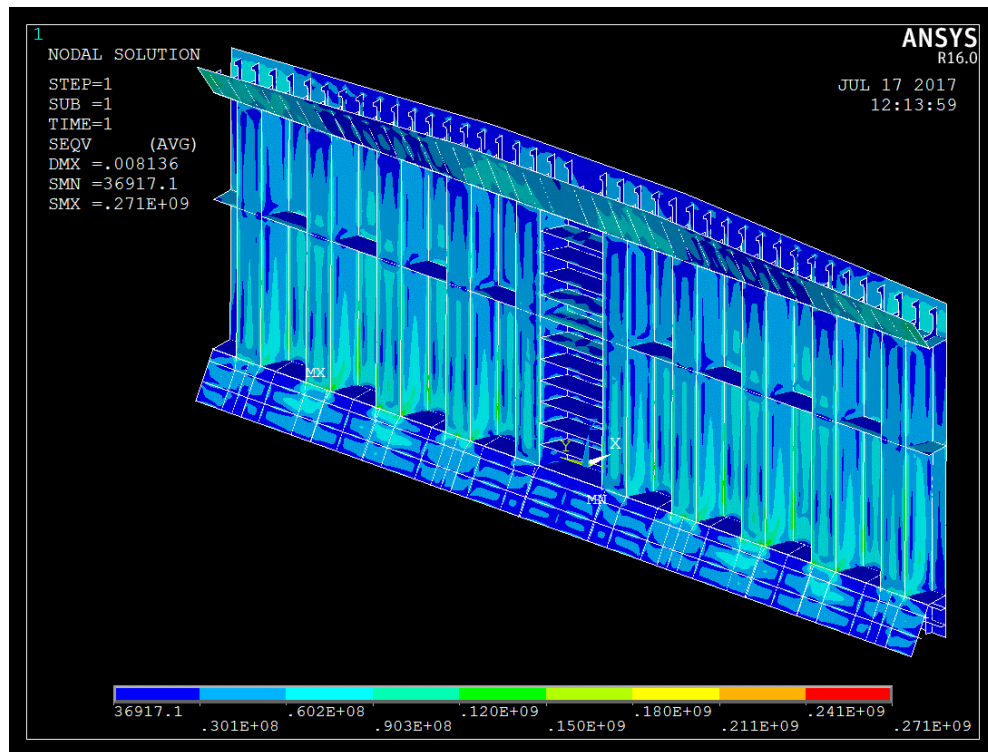 1
ANSYS
R16.0
NODAL SOLUTION
JUL 17 2017
12:13:59
STEP=1
SUB =1
TIME=1
SEQV (AVG)
DMX =.008136
SMN =36917.1
SMX =.271E+09
MX
X
Y
MN
36917.1 .602E+08 .120E+09 .180E+09 .241E+09
.301E+08 .903E+08 .150E+09 .211E+09 .271E+09